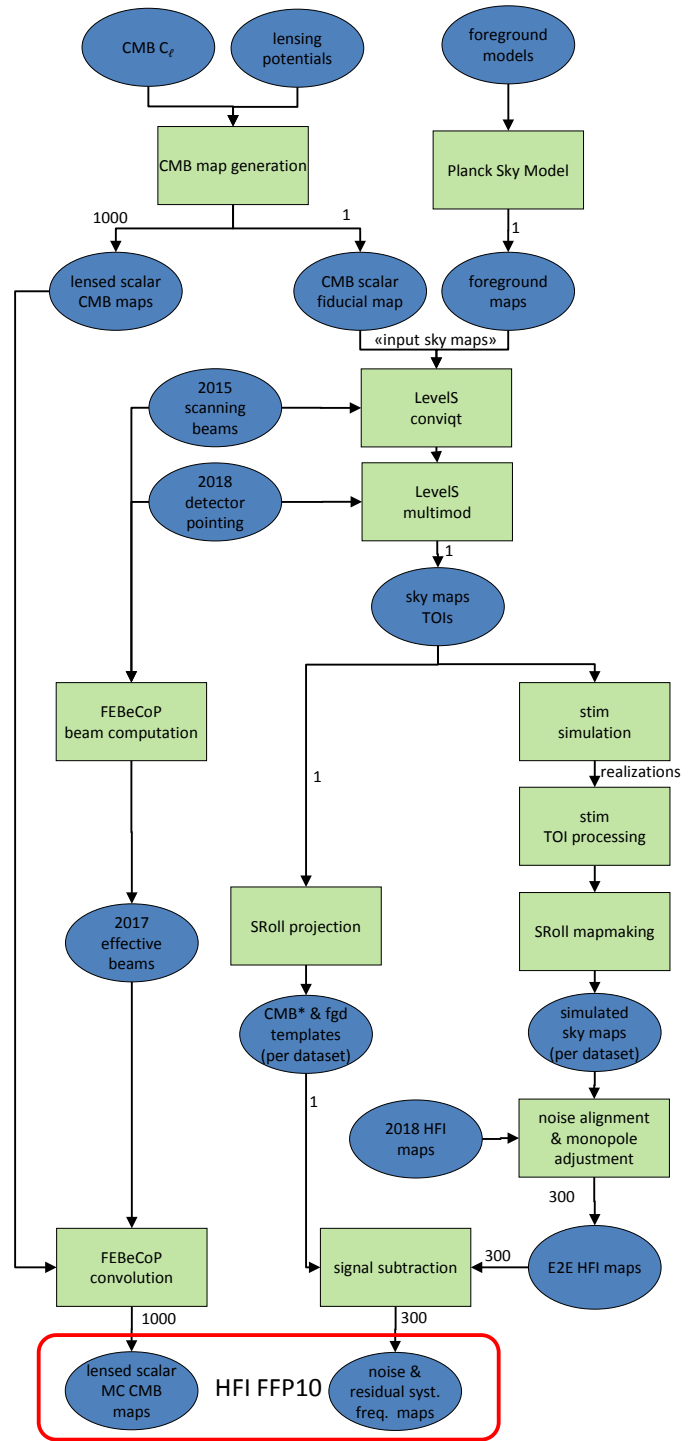 CMB Cℓ
lensing
potentials
foreground
models
CMB map generation
Planck Sky Model
1000
1
1
lensed scalar
CMB maps
CMB scalar
fiducial map
foreground
maps
«input sky maps»
2015
scanning
beams
LevelS
conviqt
2018
detector
pointing
LevelS
multimod
1
sky maps
TOIs
FEBeCoP
beam computation
stim
simulation
realizations
1
stim
TOI processing
2017
effective
beams
SRoll projection
SRoll mapmaking
CMB* & fgd
templates
(per dataset)
simulated
sky maps
(per dataset)
1
2018 HFI
maps
noise alignment
& monopole
adjustment
300
FEBeCoP
convolution
signal subtraction
300
E2E HFI maps
1000
300
lensed scalar
MC CMB
maps
HFI FFP10
noise &
residual syst.
freq. maps